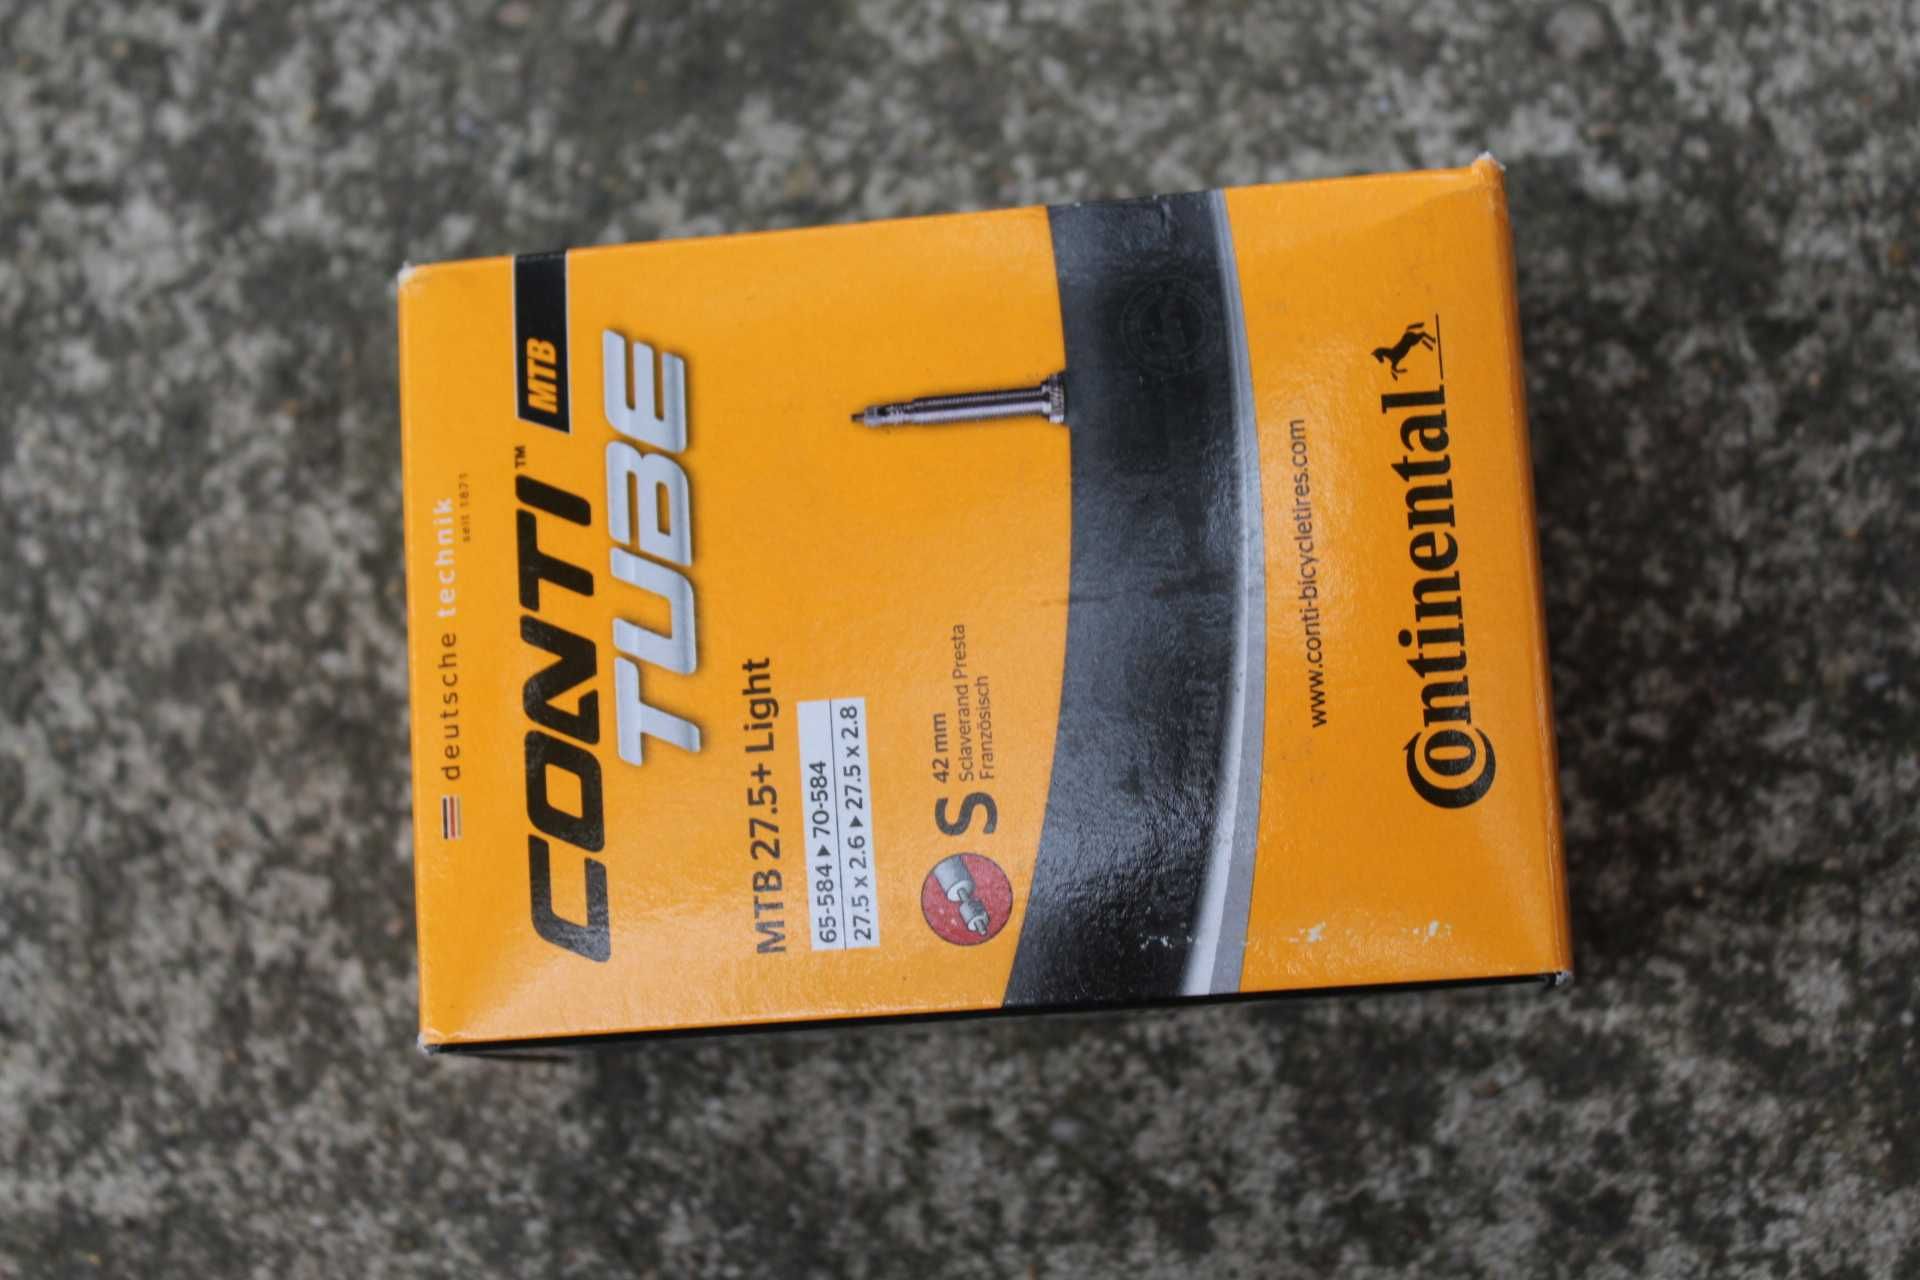 deutsche technik
seit 1871
CONTI™ MTB
TUBE
MTB 27.5+ Light
65-584 ▸ 70-584
27.5 x 2.6 ▸ 27.5 x 2.8
S 42 mm
Sclaverand Presta
Französisch
www.conti-bicycletires.com
Continental